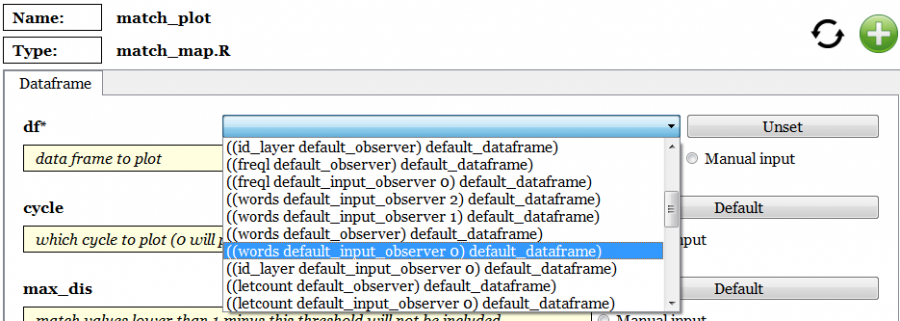 Name:
match_plot
Type:
match_map.R
Dataframe
df*
Unset
data frame to plot
Manual input
((id_layer default_observer) default_dataframe)
((freql default_observer) default_dataframe)
((freql default_input_observer 0) default_dataframe)
((words default_input_observer 2) default_dataframe)
((words default_input_observer 1) default_dataframe)
((words default_observer) default_dataframe)
((words default_input_observer 0) default_dataframe)
((id_layer default_input_observer 0) default_dataframe)
((letcount default_observer) default_dataframe)
((letcount default_input_observer 0) default_dataframe)
cycle
Default
which cycle to plot (0 will
input
max_dis
Default
match values lower than 1 minus this threshold will not be included
Manual input